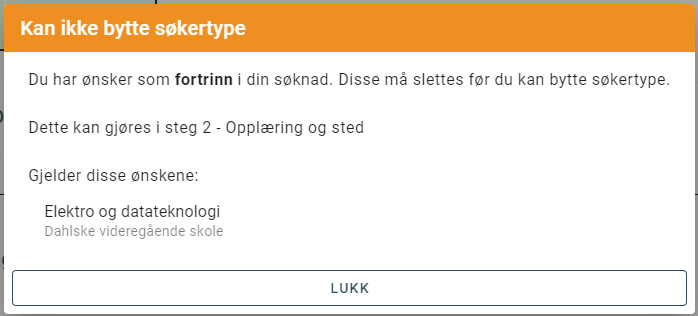 Kan ikke bytte søkertype
Du har ønsker som fortrinn i din søknad. Disse må slettes før du kan bytte søkertype.
Dette kan gjøres i steg 2 - Opplæring og sted
Gjelder disse ønskene:
Elektro og datateknologi
Dahlske videregående skole
LUKK